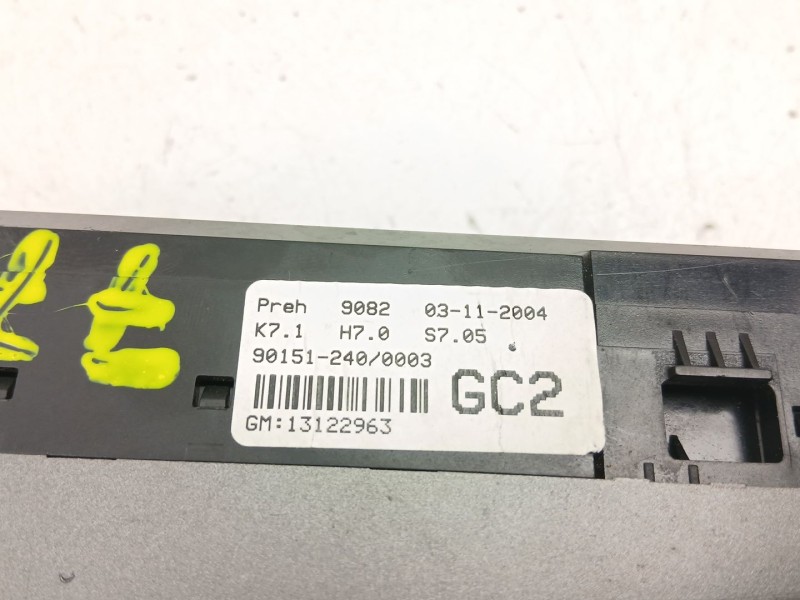 Preh 9082 03-11-2004
K7.1 H7.0 S7.05
90151-240/0003
GC2
GM:13122963